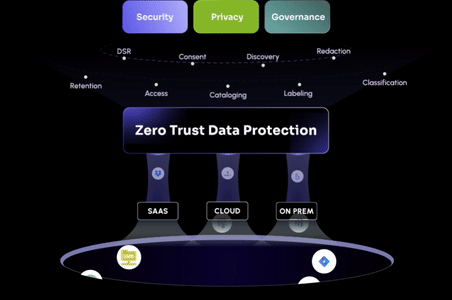 Security
Privacy
Governance
DSR
Consent
Discovery
Redaction
Retention
Access
Cataloging
Labeling
Classification
Zero Trust Data Protection
SAAS
CLOUD
ON PREM